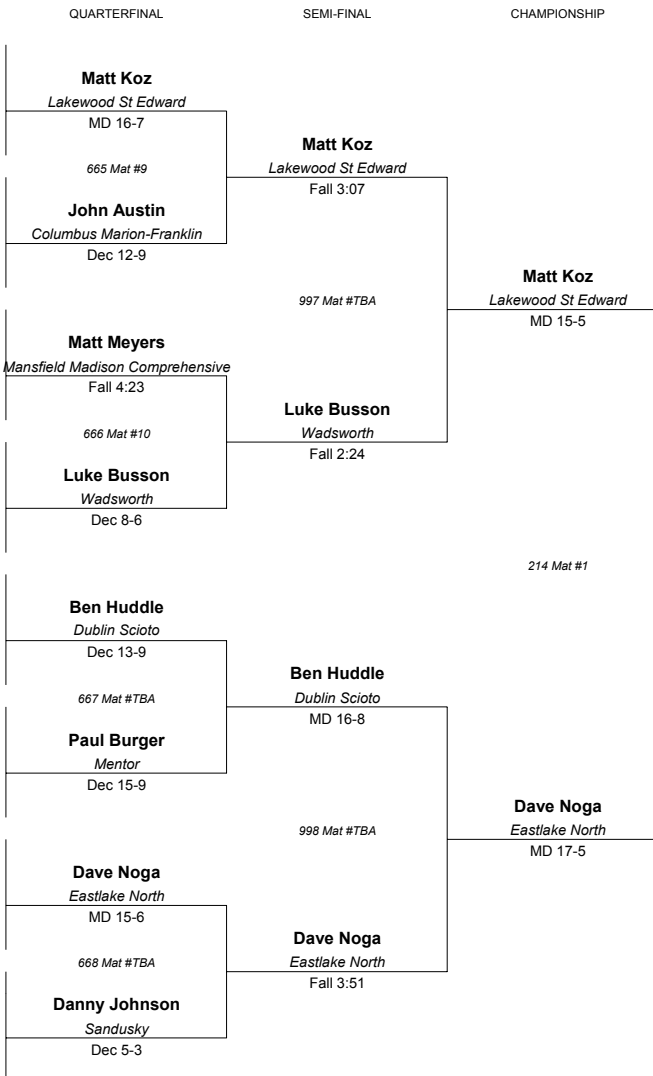 QUARTERFINAL
SEMI-FINAL
CHAMPIONSHIP
Matt Koz
Lakewood St Edward
MD 16-7
665 Mat #9
John Austin
Columbus Marion-Franklin
Dec 12-9
Matt Meyers
Mansfield Madison Comprehensive
Fall 4:23
666 Mat #10
Luke Busson
Wadsworth
Dec 8-6
Ben Huddle
Dublin Scioto
Dec 13-9
667 Mat #TBA
Paul Burger
Mentor
Dec 15-9
Dave Noga
Eastlake North
MD 15-6
668 Mat #TBA
Danny Johnson
Sandusky
Dec 5-3
Matt Koz
Lakewood St Edward
Fall 3:07
997 Mat #TBA
Luke Busson
Wadsworth
Fall 2:24
Ben Huddle
Dublin Scioto
MD 16-8
998 Mat #TBA
Dave Noga
Eastlake North
Fall 3:51
Matt Koz
Lakewood St Edward
MD 15-5
214 Mat #1
Dave Noga
Eastlake North
MD 17-5